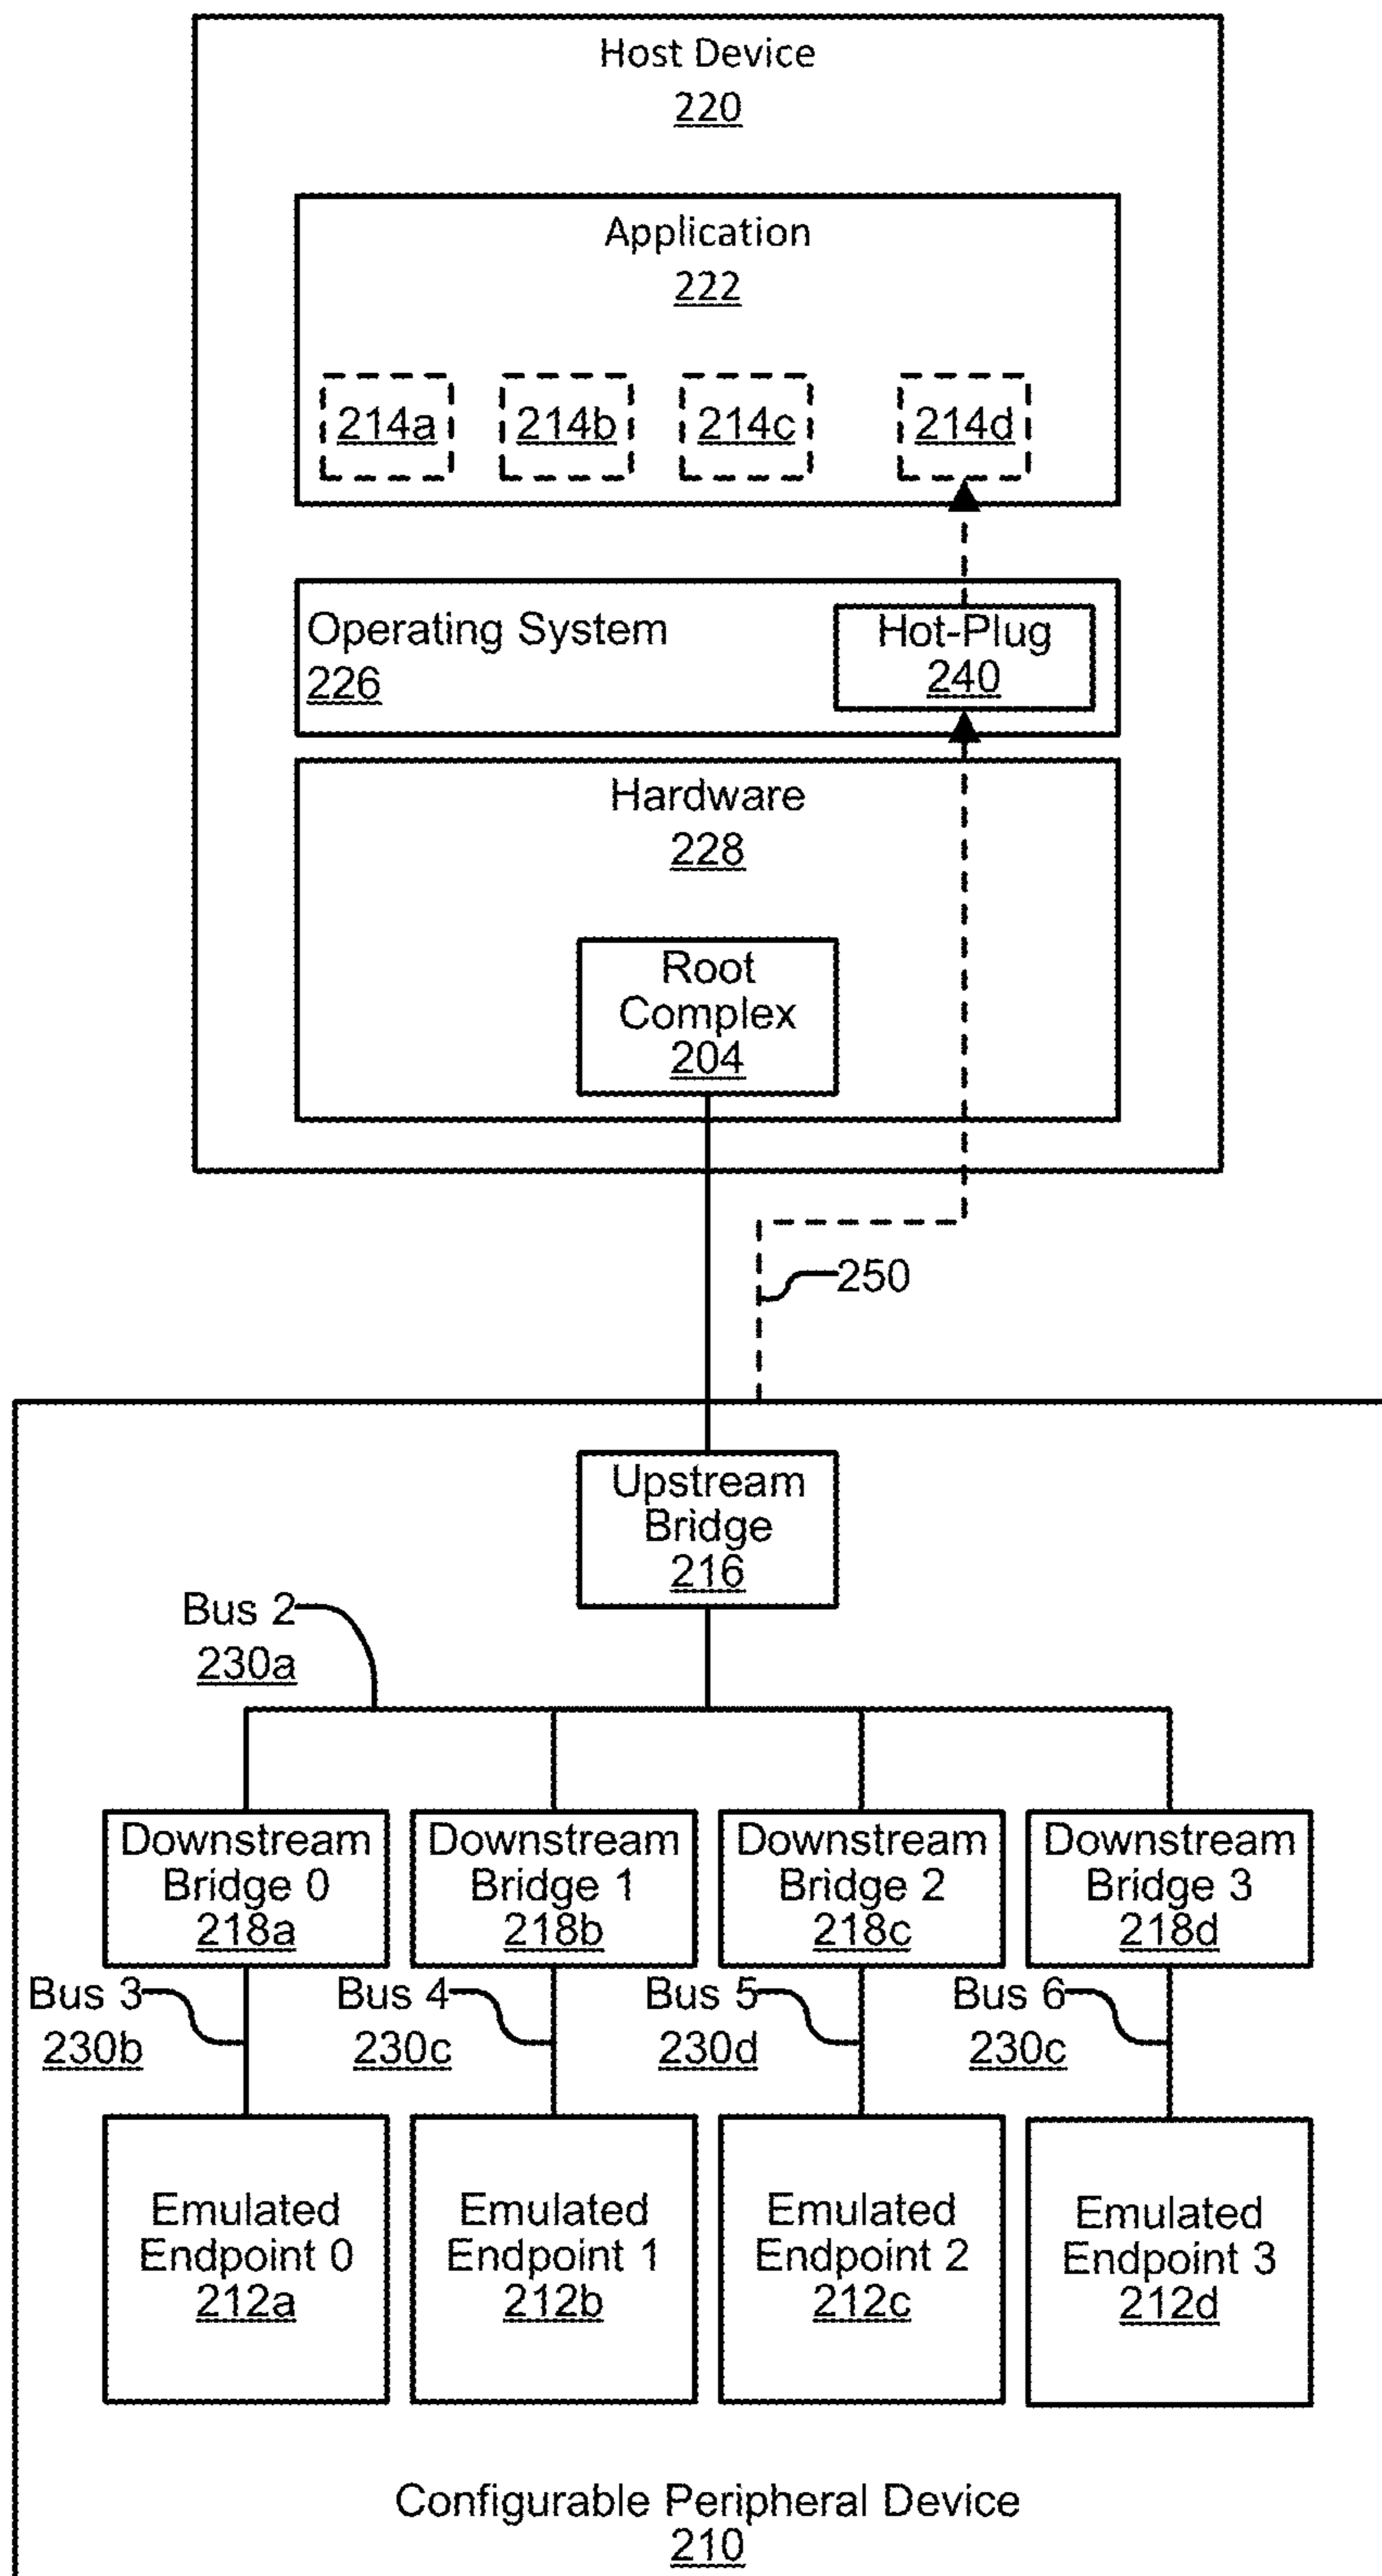 Host Device
220
Application
222
214a 214b 214c 214d
Operating System
226
Hot-Plug
240
Hardware
228
Root
Complex
204
250
Upstream
Bridge
216
Bus 2
230a
Downstream
Bridge 0
218a
Downstream
Bridge 1
218b
Downstream
Bridge 2
218c
Downstream
Bridge 3
218d
Bus 3
230b
Bus 4
230c
Bus 5
230d
Bus 6
230c
Emulated
Endpoint 0
212a
Emulated
Endpoint 1
212b
Emulated
Endpoint 2
212c
Emulated
Endpoint 3
212d
Configurable Peripheral Device
210